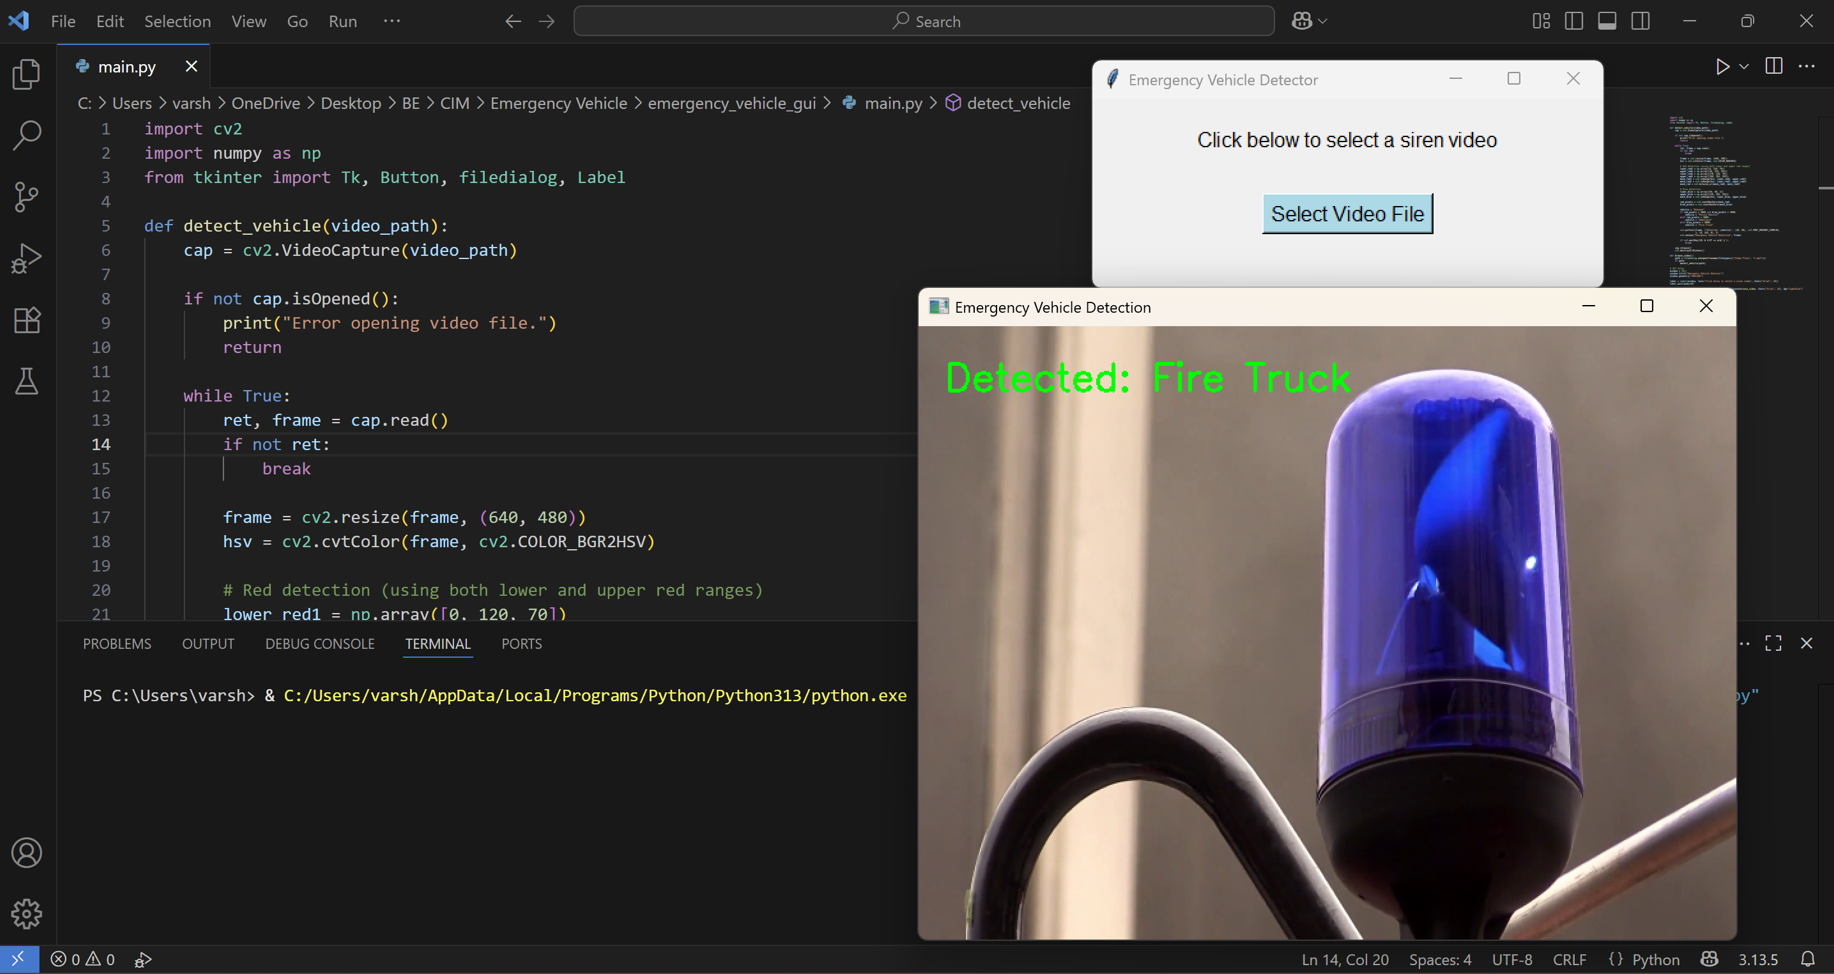 File Edit Selection View Go Run ···
Search
main.py
C: > Users > varsh > OneDrive > Desktop > BE > CIM > Emergency Vehicle > emergency_vehicle_gui > main.py > detect_vehicle
1 import cv2
2 import numpy as np
3 from tkinter import Tk, Button, filedialog, Label
4
5 def detect_vehicle(video_path):
6 cap = cv2.VideoCapture(video_path)
7
8 if not cap.isOpened():
9 print("Error opening video file.")
10 return
11
12 while True:
13 ret, frame = cap.read()
14 if not ret:
15 break
16
17 frame = cv2.resize(frame, (640, 480))
18 hsv = cv2.cvtColor(frame, cv2.COLOR_BGR2HSV)
19
20 # Red detection (using both lower and upper red ranges)
21 lower_red1 = np.array([0, 120, 70])
Emergency Vehicle Detector
Click below to select a siren video
Select Video File
Emergency Vehicle Detection
Detected: Fire Truck
PROBLEMS OUTPUT DEBUG CONSOLE TERMINAL PORTS
PS C:\Users\varsh> & C:/Users/varsh/AppData/Local/Programs/Python/Python313/python.exe
py"
0 0
Ln 14, Col 20 Spaces: 4 UTF-8 CRLF {} Python 3.13.5